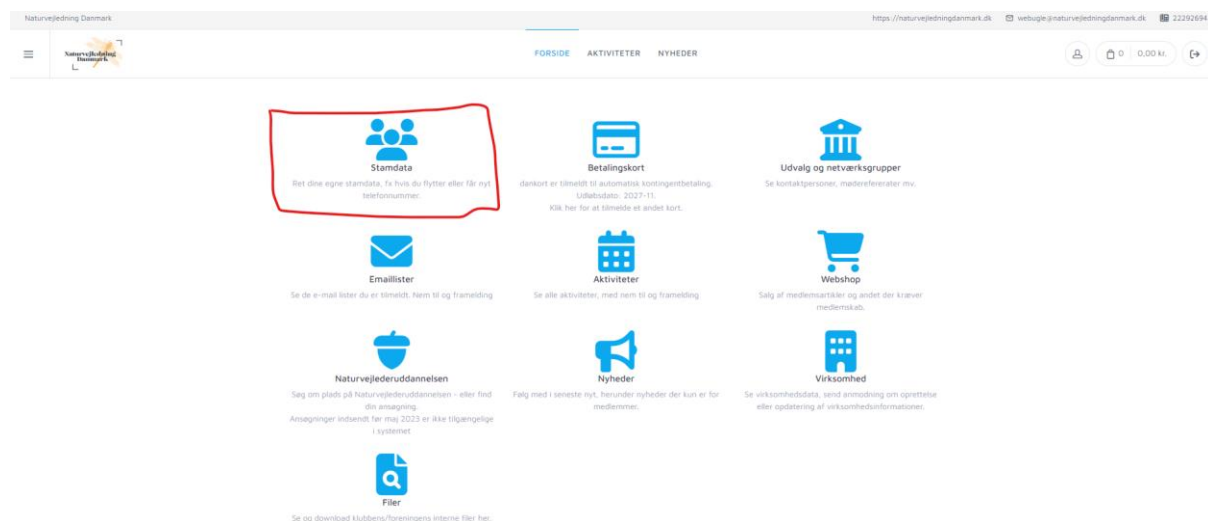 Naturvejledning Danmark
https://naturvejledningdanmark.dk
webugle@naturvejledningdanmark.dk
22292694
Naturvejledning
Danmark
FORSIDE AKTIVITETER NYHEDER
0 0,00 kr.
Stamdata
Ret dine egne stamdata, fx hvis du flytter eller får nyt
telefonnummer.
Betalingskort
dankort er tilmeldt til automatisk kontingentbetaling.
Udløbsdato: 2027-11.
Klik her for at tilmelde et andet kort.
Udvalg og netværksgrupper
Se kontaktpersoner, mødereferater mv.
Emaillister
Se de e-mail lister du er tilmeldt. Nem til og framelding
Aktiviteter
Se alle aktiviteter, med nem til og framelding
Webshop
Salg af medlemsartikler og andet der kræver
medlemskab.
Naturvejlederuddannelsen
Søg om plads på Naturvejlederuddannelsen - eller find
din ansøgning.
Ansøgninger indsendt før maj 2023 er ikke tilgængelige
i systemet
Nyheder
Følg med i seneste nyt, herunder nyheder der kun er for
medlemmer.
Virksomhed
Se virksomhedsdata, send anmodning om oprettelse
eller opdatering af virksomhedsinformationer.
Filer
Se og download klubbens/foreningens interne filer her.